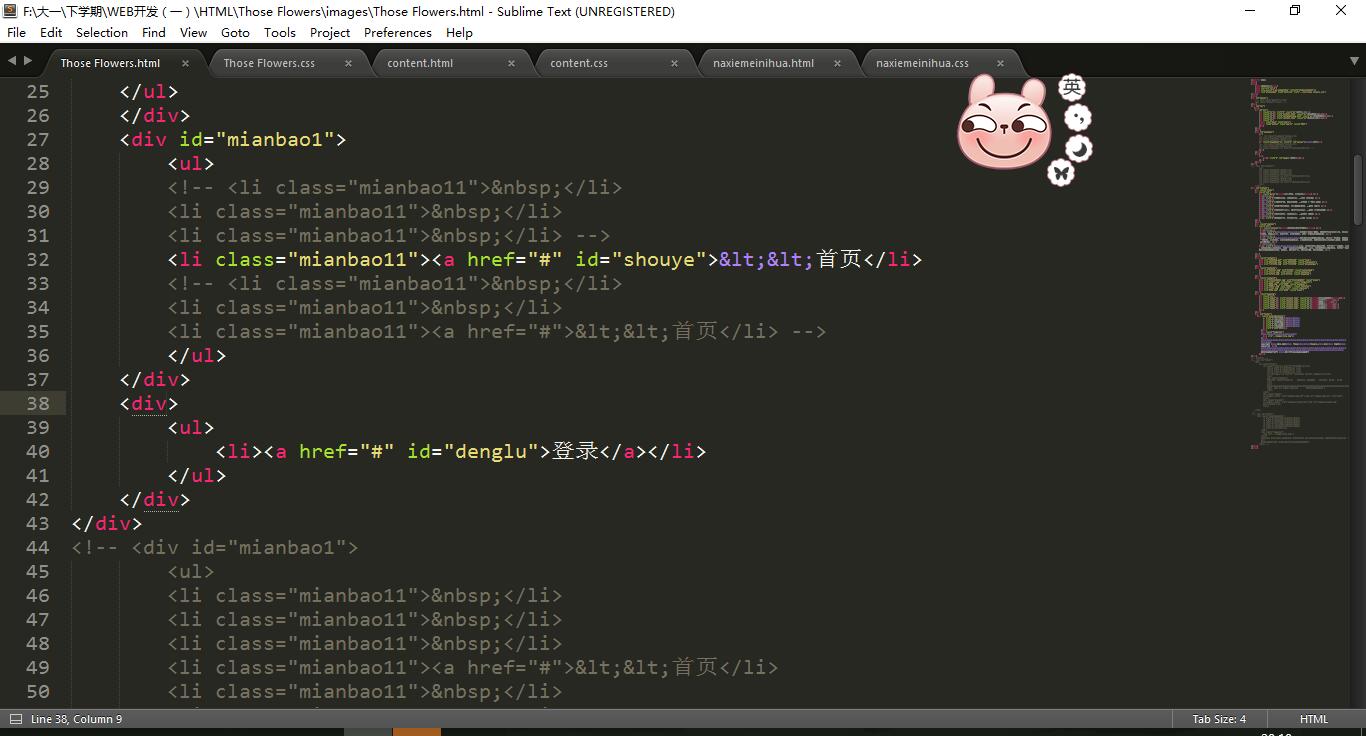 F:\大一\下学期\WEB开发 ( 一 ) \HTML\Those Flowers\images\Those Flowers.html - Sublime Text (UNREGISTERED)
File Edit Selection Find View Goto Tools Project Preferences Help
Those Flowers.html × Those Flowers.css × content.html × content.css × naxiemeinihua.html × naxiemeinihua.css ×
英
25 </ul>
26 </div>
27 <div id="mianbao1">
28 <ul>
29 <!-- <li class="mianbao11">&nbsp;</li>
30 <li class="mianbao11">&nbsp;</li>
31 <li class="mianbao11">&nbsp;</li> -->
32 <li class="mianbao11"><a href="#" id="shouye">&lt;&lt;首页</li>
33 <!-- <li class="mianbao11">&nbsp;</li>
34 <li class="mianbao11">&nbsp;</li>
35 <li class="mianbao11"><a href="#">&lt;&lt;首页</li> -->
36 </ul>
37 </div>
38 <div>
39 <ul>
40 <li><a href="#" id="denglu">登录</a></li>
41 </ul>
42 </div>
43 </div>
44 <!-- <div id="mianbao1">
45 <ul>
46 <li class="mianbao11">&nbsp;</li>
47 <li class="mianbao11">&nbsp;</li>
48 <li class="mianbao11">&nbsp;</li>
49 <li class="mianbao11"><a href="#">&lt;&lt;首页</li>
50 <li class="mianbao11">&nbsp;</li>
Line 38, Column 9 Tab Size: 4 HTML